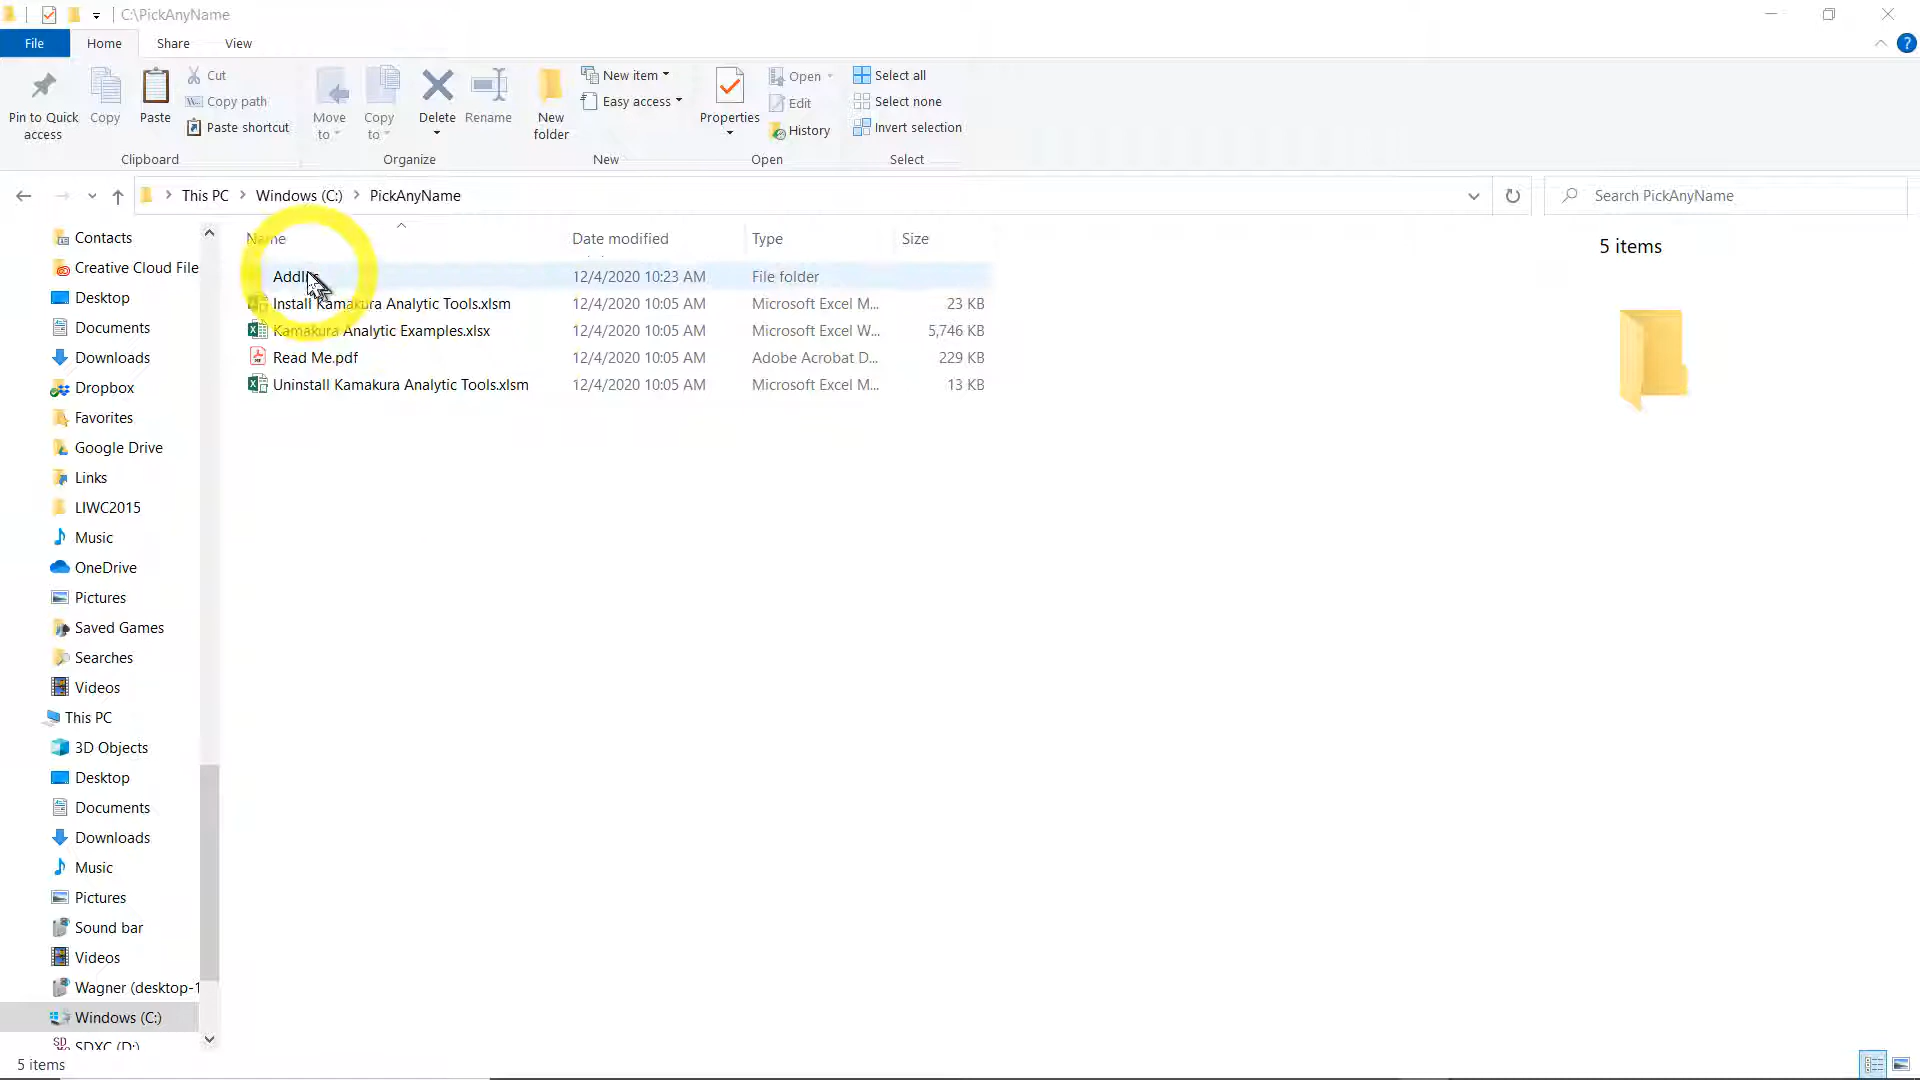 C:\PickAnyName
File Home Share View
Pin to Quick access
Copy
Paste
Cut
Copy path
Paste shortcut
Clipboard
Move to
Copy to
Delete
Rename
Organize
New folder
New item
Easy access
New
Properties
Open
Edit
History
Open
Select all
Select none
Invert selection
Select
This PC > Windows (C:) > PickAnyName
Search PickAnyName
Contacts
Creative Cloud File
Desktop
Documents
Downloads
Dropbox
Favorites
Google Drive
Links
LIWC2015
Music
OneDrive
Pictures
Saved Games
Searches
Videos
This PC
3D Objects
Desktop
Documents
Downloads
Music
Pictures
Sound bar
Videos
Wagner (desktop-1
Windows (C:)
SDXC (D:)
Name Date modified Type Size
12/4/2020 10:23 AM File folder
Install Kamakura Analytic Tools.xlsm 12/4/2020 10:05 AM Microsoft Excel M... 23 KB
Kamakura Analytic Examples.xlsx 12/4/2020 10:05 AM Microsoft Excel W... 5,746 KB
Read Me.pdf 12/4/2020 10:05 AM Adobe Acrobat D... 229 KB
Uninstall Kamakura Analytic Tools.xlsm 12/4/2020 10:05 AM Microsoft Excel M... 13 KB
5 items
5 items